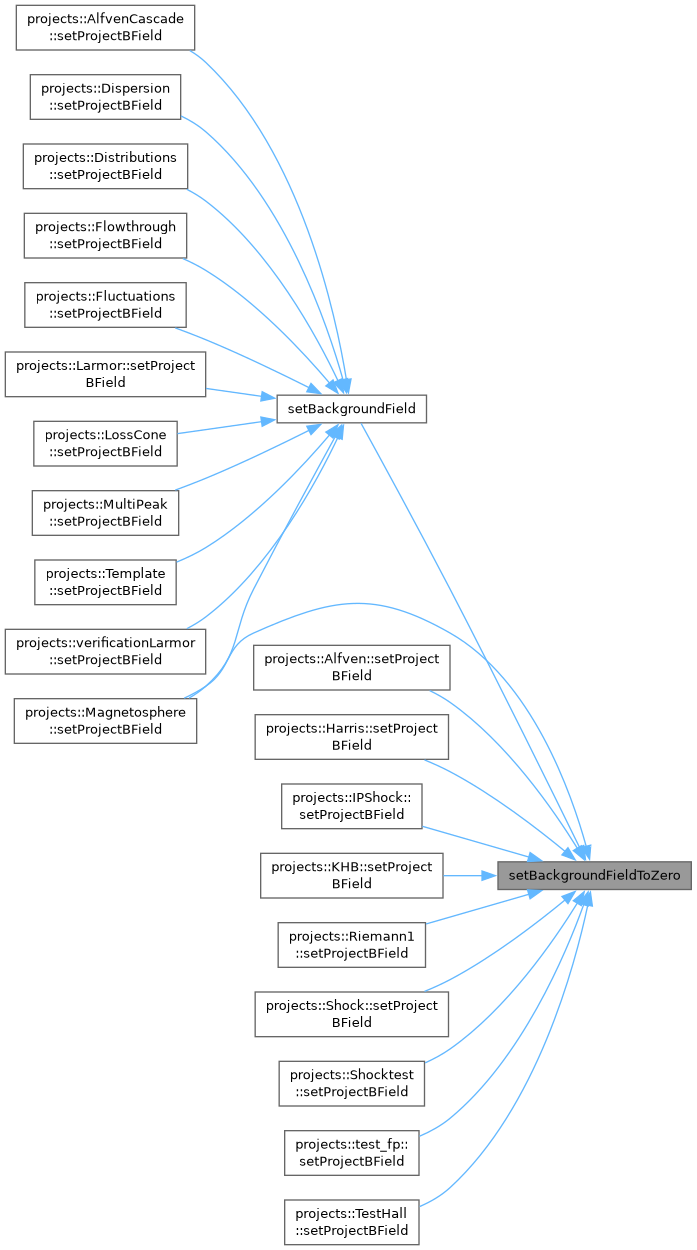 projects::AlfvenCascade
::setProjectBField
projects::Dispersion
::setProjectBField
projects::Distributions
::setProjectBField
projects::Flowthrough
::setProjectBField
projects::Fluctuations
::setProjectBField
projects::Larmor::setProject
BField
setBackgroundField
projects::LossCone
::setProjectBField
projects::MultiPeak
::setProjectBField
projects::Template
::setProjectBField
projects::verificationLarmor
::setProjectBField
projects::Magnetosphere
::setProjectBField
projects::Alfven::setProject
BField
projects::Harris::setProject
BField
projects::IPShock::
setProjectBField
projects::KHB::setProject
BField
setBackgroundFieldToZero
projects::Riemann1
::setProjectBField
projects::Shock::setProject
BField
projects::Shocktest
::setProjectBField
projects::test_fp::
setProjectBField
projects::TestHall
::setProjectBField